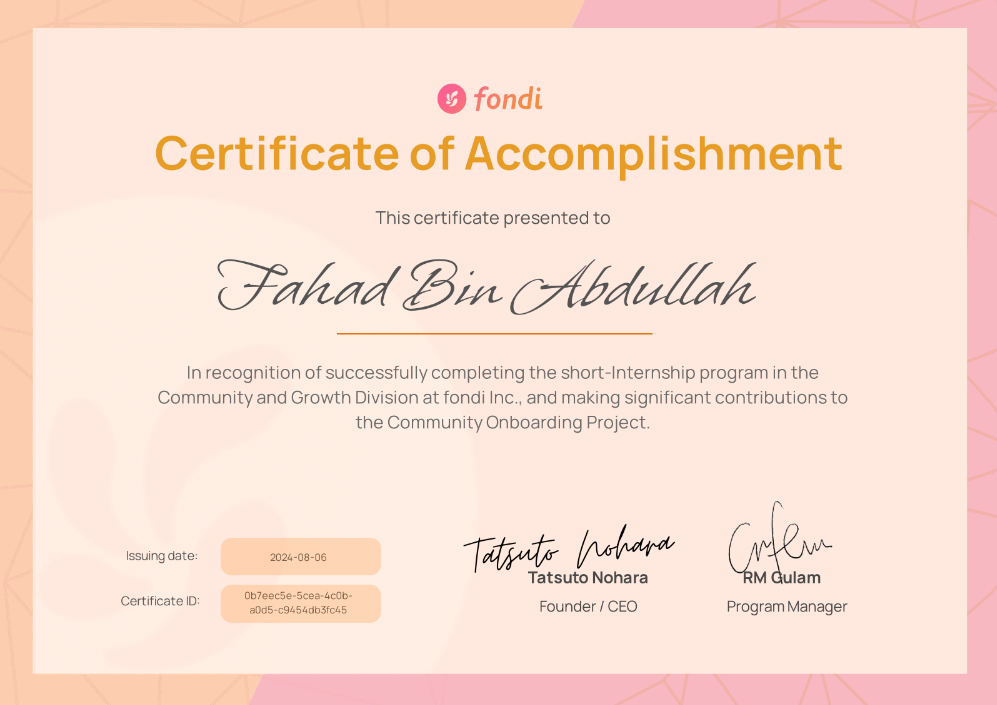 fondi
Certificate of Accomplishment
This certificate presented to
Fahad Bin Abdullah
In recognition of successfully completing the short-Internship program in the
Community and Growth Division at fondi Inc., and making significant contributions to
the Community Onboarding Project.
Issuing date:
2024-08-06
Certificate ID:
0b7eec5e-5cea-4c0b-
a0d5-c9454db3fc45
Tatsuto Nohara
Tatsuto Nohara
Founder / CEO
RM Gulam
Program Manager